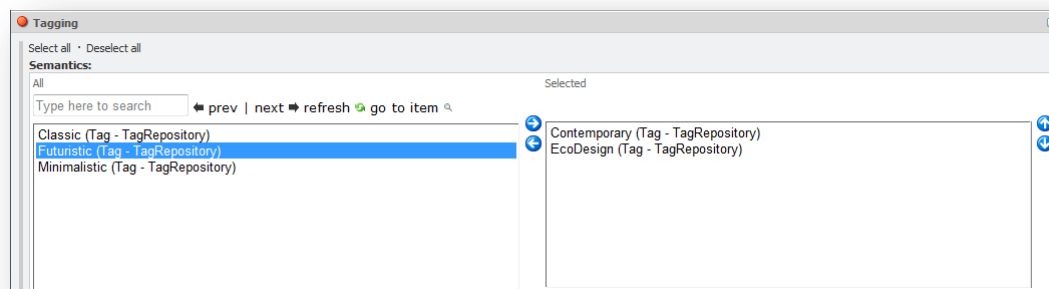 Tagging
Select all · Deselect all
Semantics:
All
Selected
Type here to search
prev | next refresh go to item
Classic (Tag - TagRepository)
Futuristic (Tag - TagRepository)
Minimalistic (Tag - TagRepository)
Contemporary (Tag - TagRepository)
EcoDesign (Tag - TagRepository)